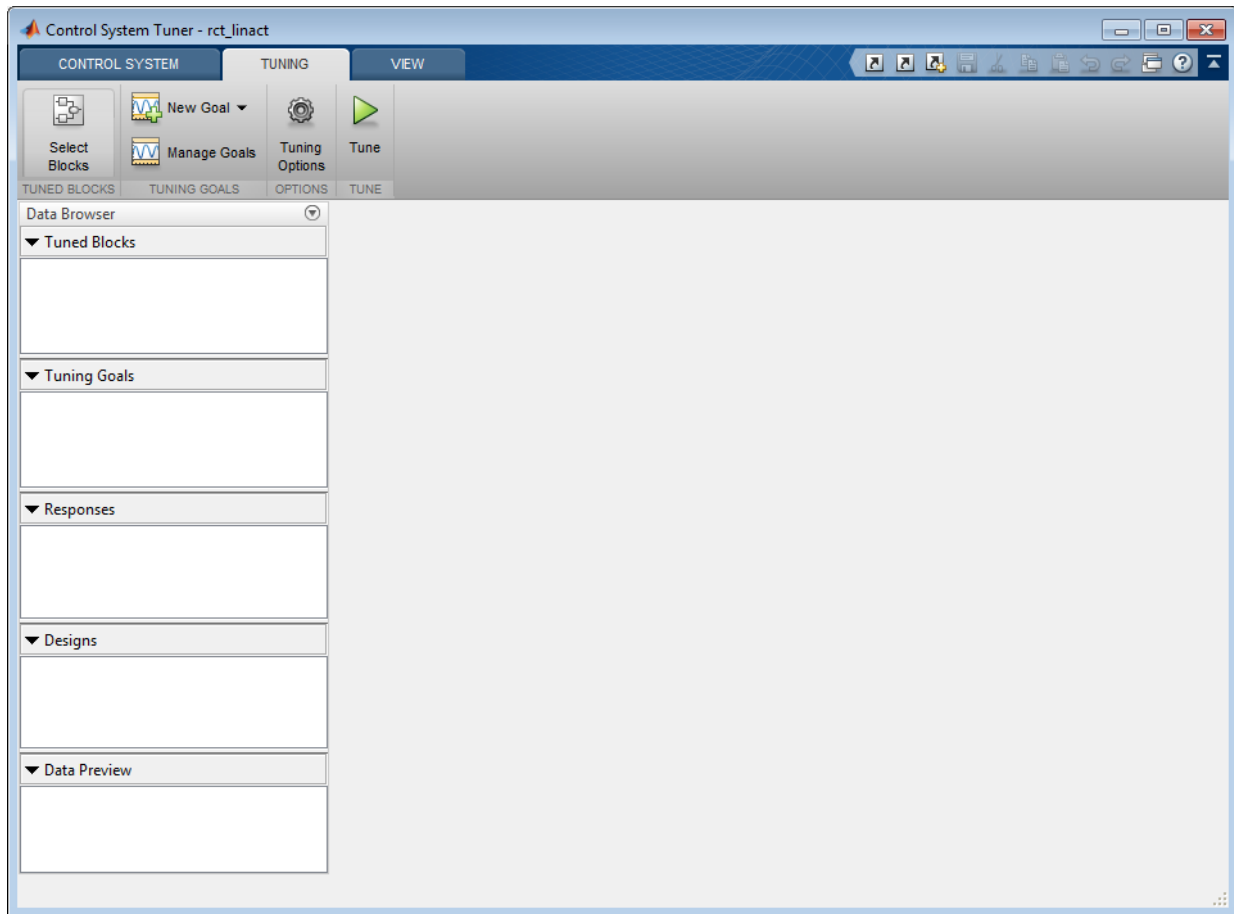 Control System Tuner - rct_linact
CONTROL SYSTEM TUNING VIEW
Select Blocks
New Goal
Manage Goals
Tuning Options
Tune
TUNED BLOCKS TUNING GOALS OPTIONS TUNE
Data Browser
Tuned Blocks
Tuning Goals
Responses
Designs
Data Preview